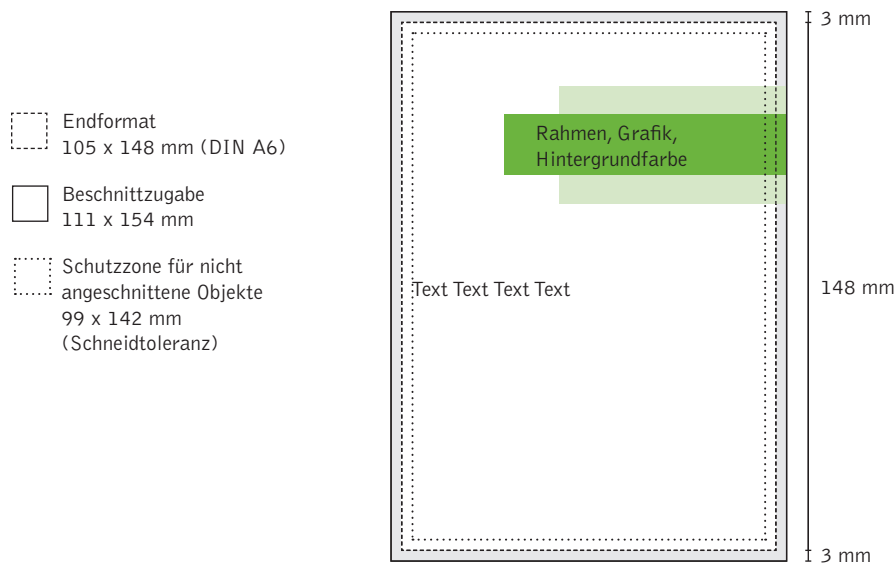 Endformat
105 x 148 mm (DIN A6)
Beschnittzugabe
111 x 154 mm
Schutzzone für nicht
angeschnittene Objekte
99 x 142 mm
(Schneidtoleranz)
3 mm
Rahmen, Grafik,
Hintergrundfarbe
Text Text Text Text
148 mm
3 mm